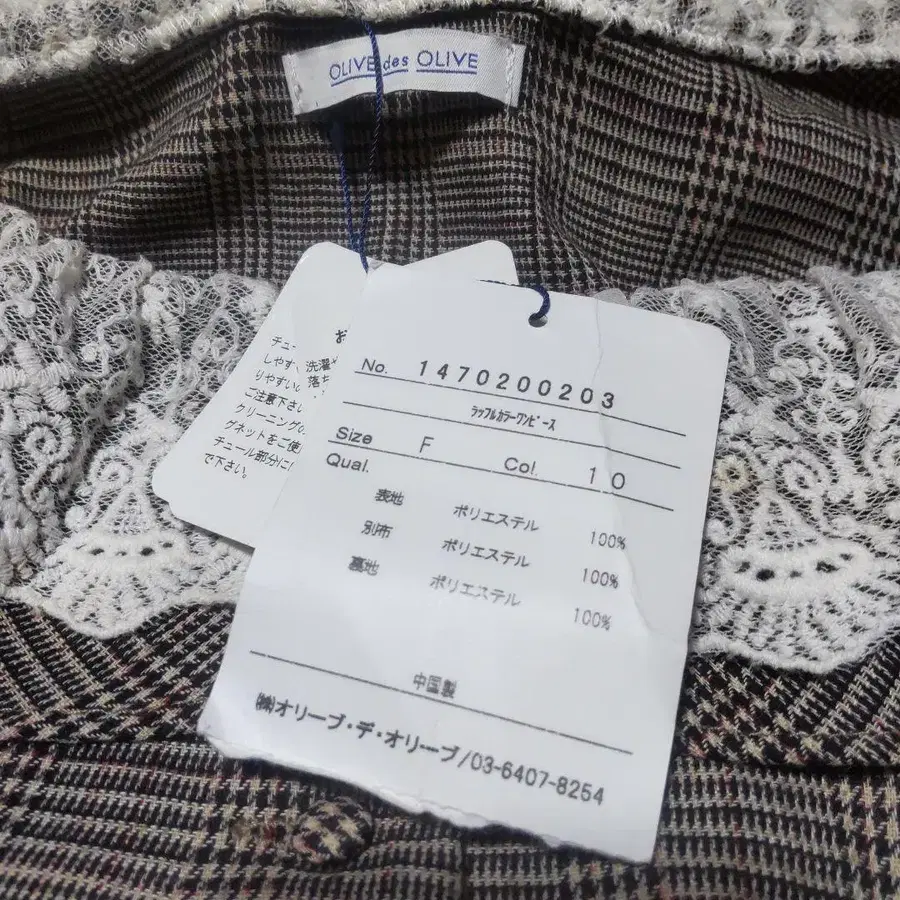 OLIVE des OLIVE
No. 1470200203
ラッフルカラーワンピース
Size F Col. 10
Qual.
表地 ポリエステル 100%
別布 ポリエステル 100%
裏地 ポリエステル 100%
中国製
㈱オリーブ・デ・オリーブ/03-6407-8254
チュー
しやす
りやすい
ご注意下さい
クリーニングの
グネットをご使
チュール部分に
で下さい。
洗濯
落